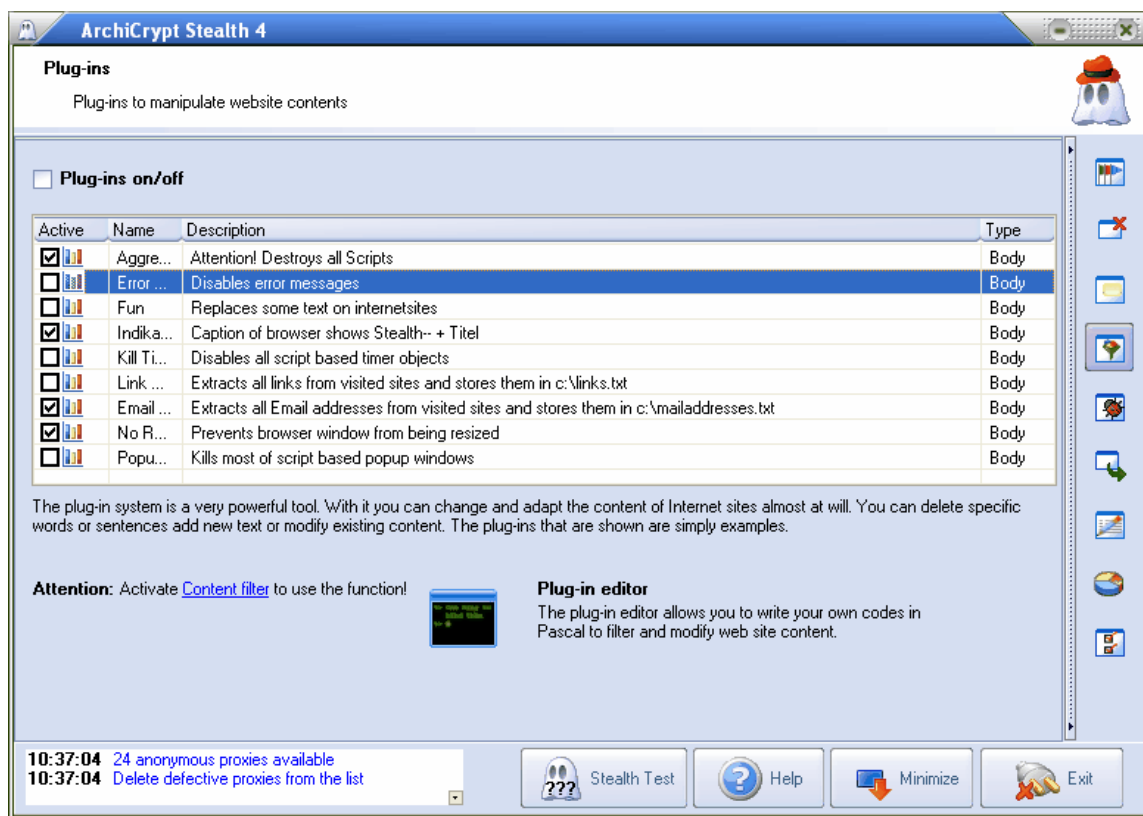 ArchiCrypt Stealth 4
Plug-ins
Plug-ins to manipulate website contents
Plug-ins on/off
Active Name Description Type
Aggre... Attention! Destroys all Scripts Body
Error ... Disables error messages Body
Fun Replaces some text on internetsites Body
Indika... Caption of browser shows Stealth-- + Titel Body
Kill Ti... Disables all script based timer objects Body
Link ... Extracts all links from visited sites and stores them in c:\links.txt Body
Email ... Extracts all Email addresses from visited sites and stores them in c:\mailaddresses.txt Body
No R... Prevents browser window from being resized Body
Popu... Kills most of script based popup windows Body
The plug-in system is a very powerful tool. With it you can change and adapt the content of Internet sites almost at will. You can delete specific
words or sentences add new text or modify existing content. The plug-ins that are shown are simply examples.
Attention: Activate Content filter to use the function!
Plug-in editor
The plug-in editor allows you to write your own codes in
Pascal to filter and modify web site content.
10:37:04 24 anonymous proxies available
10:37:04 Delete defective proxies from the list
??? Stealth Test
? Help
Minimize
Exit